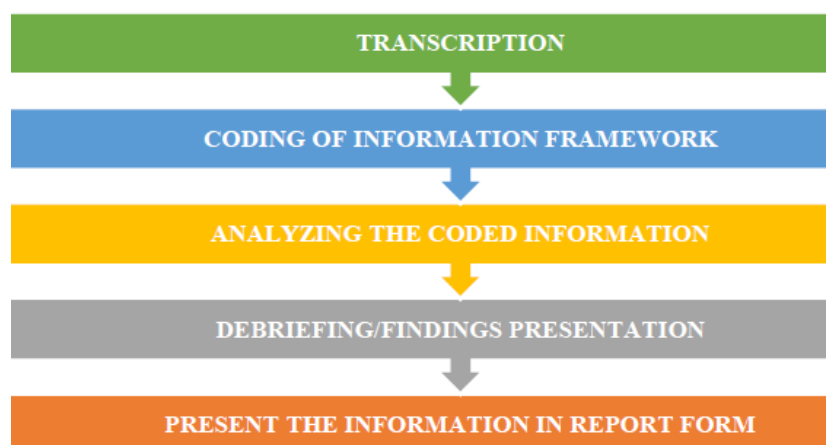 TRANSCRIPTION
CODING OF INFORMATION FRAMEWORK
ANALYZING THE CODED INFORMATION
DEBRIEFING/FINDINGS PRESENTATION
PRESENT THE INFORMATION IN REPORT FORM